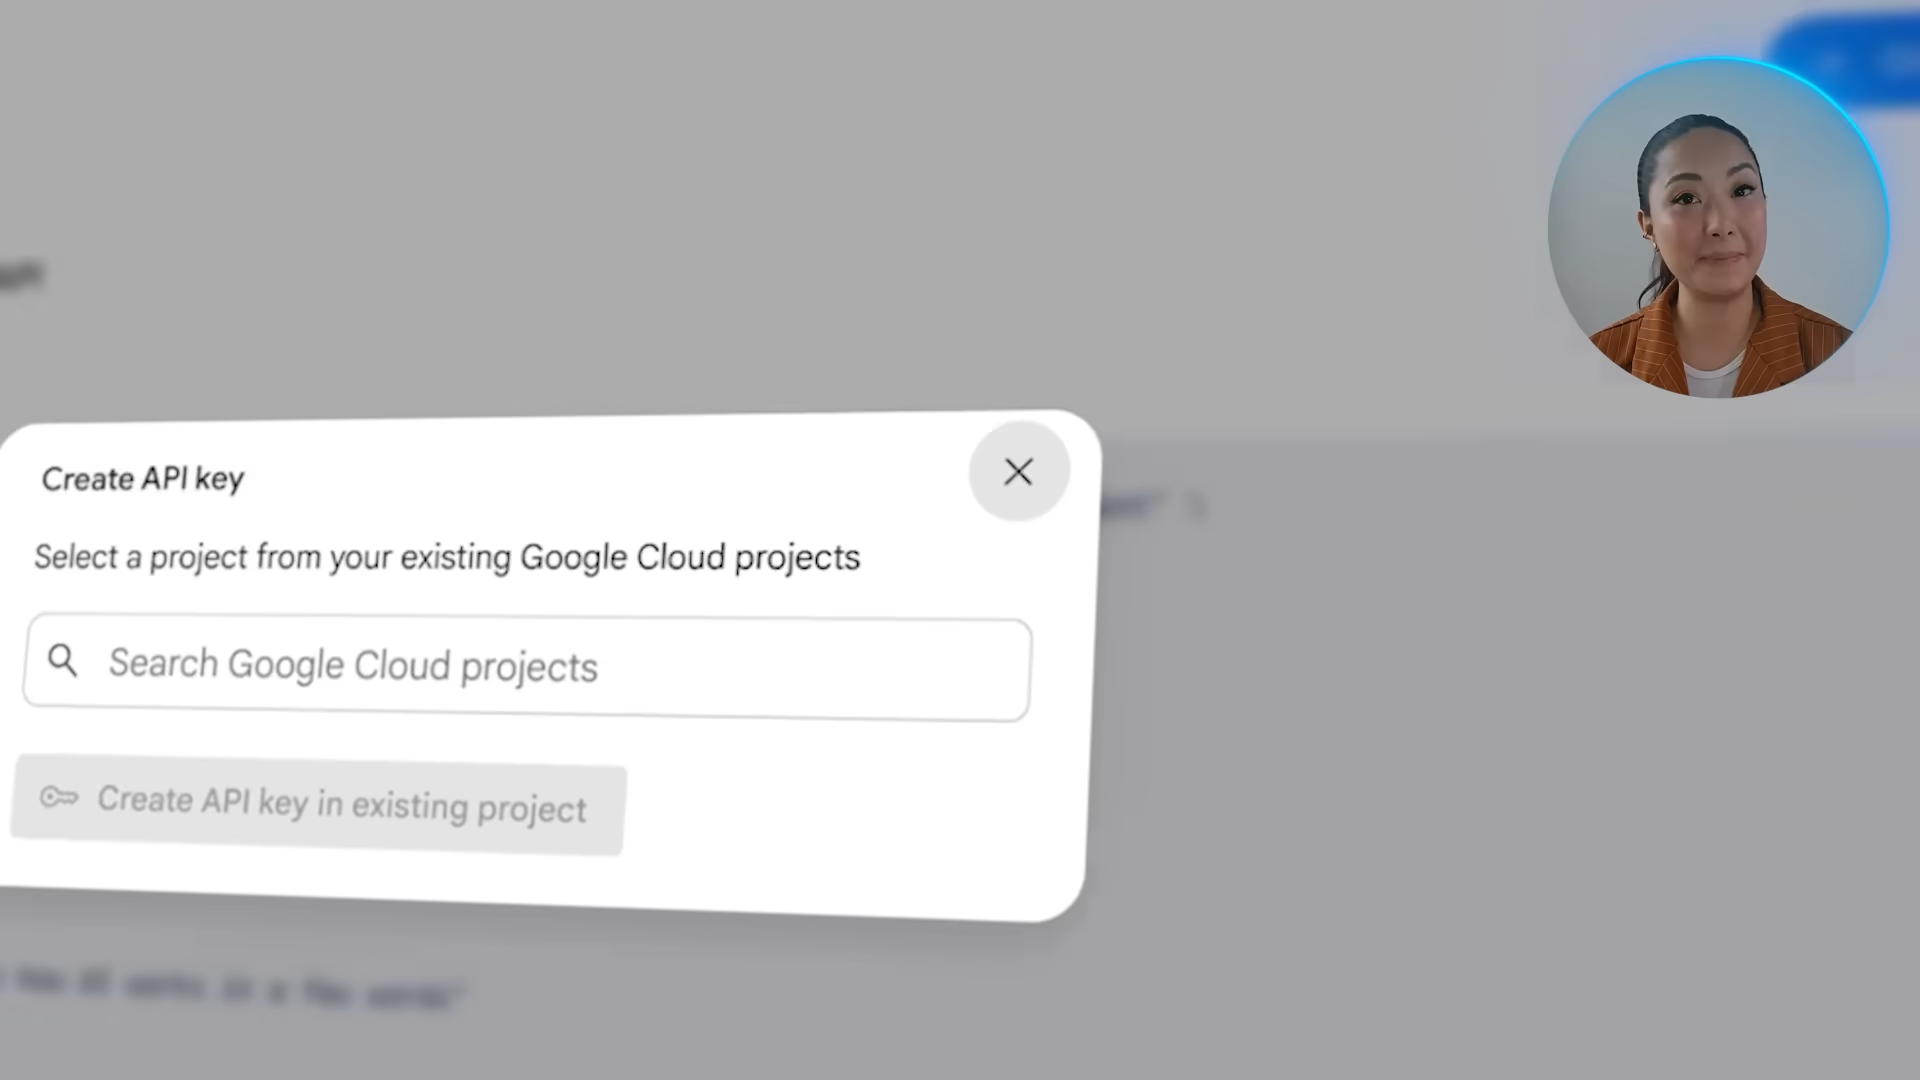 Create API key
Select a project from your existing Google Cloud projects
Search Google Cloud projects
Create API key in existing project